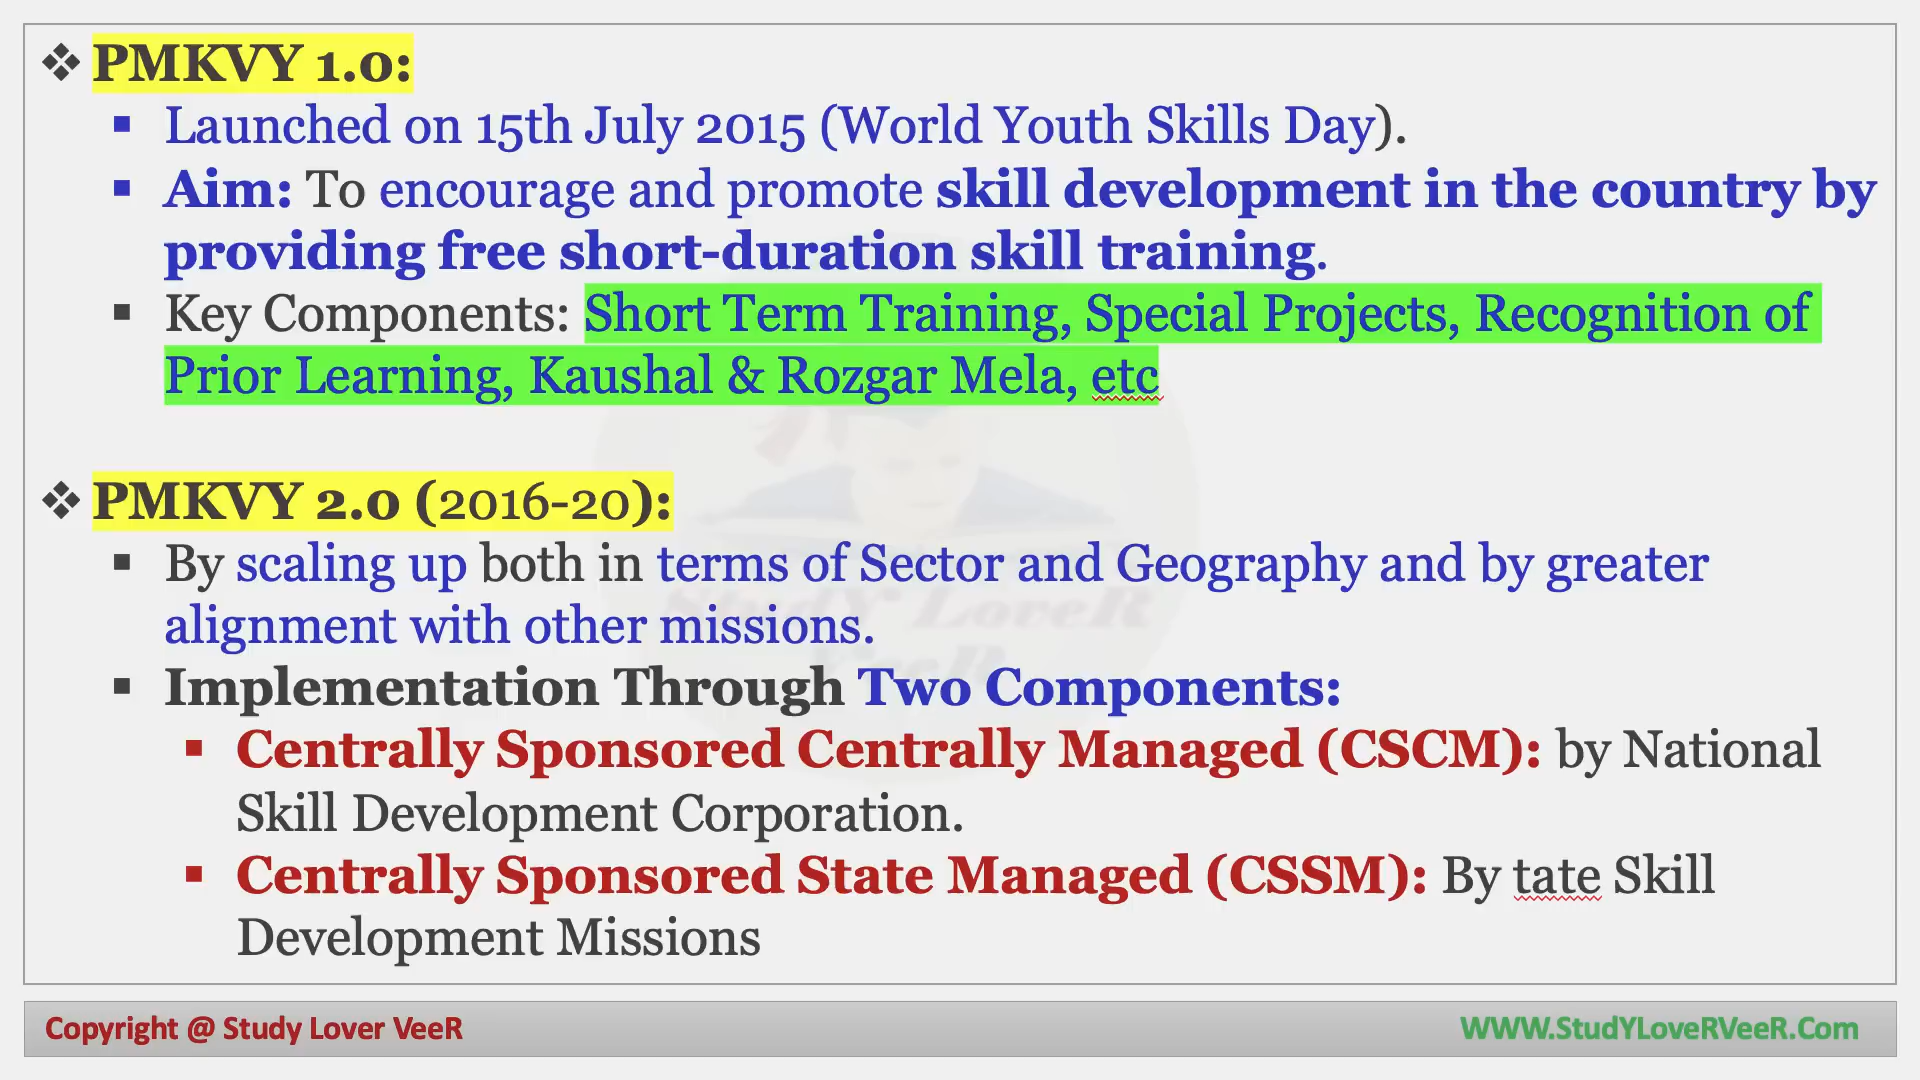 ❖ PMKVY 1.0:
▪ Launched on 15th July 2015 (World Youth Skills Day).
▪ Aim: To encourage and promote skill development in the country by
providing free short-duration skill training.
▪ Key Components: Short Term Training, Special Projects, Recognition of
Prior Learning, Kaushal & Rozgar Mela, etc
❖ PMKVY 2.0 (2016-20):
▪ By scaling up both in terms of Sector and Geography and by greater
alignment with other missions.
▪ Implementation Through Two Components:
▪ Centrally Sponsored Centrally Managed (CSCM): by National
Skill Development Corporation.
▪ Centrally Sponsored State Managed (CSSM): By tate Skill
Development Missions
StudY LoveR
VeeR
Copyright @ Study Lover VeeR
WWW.StudYLoveRVeeR.Com